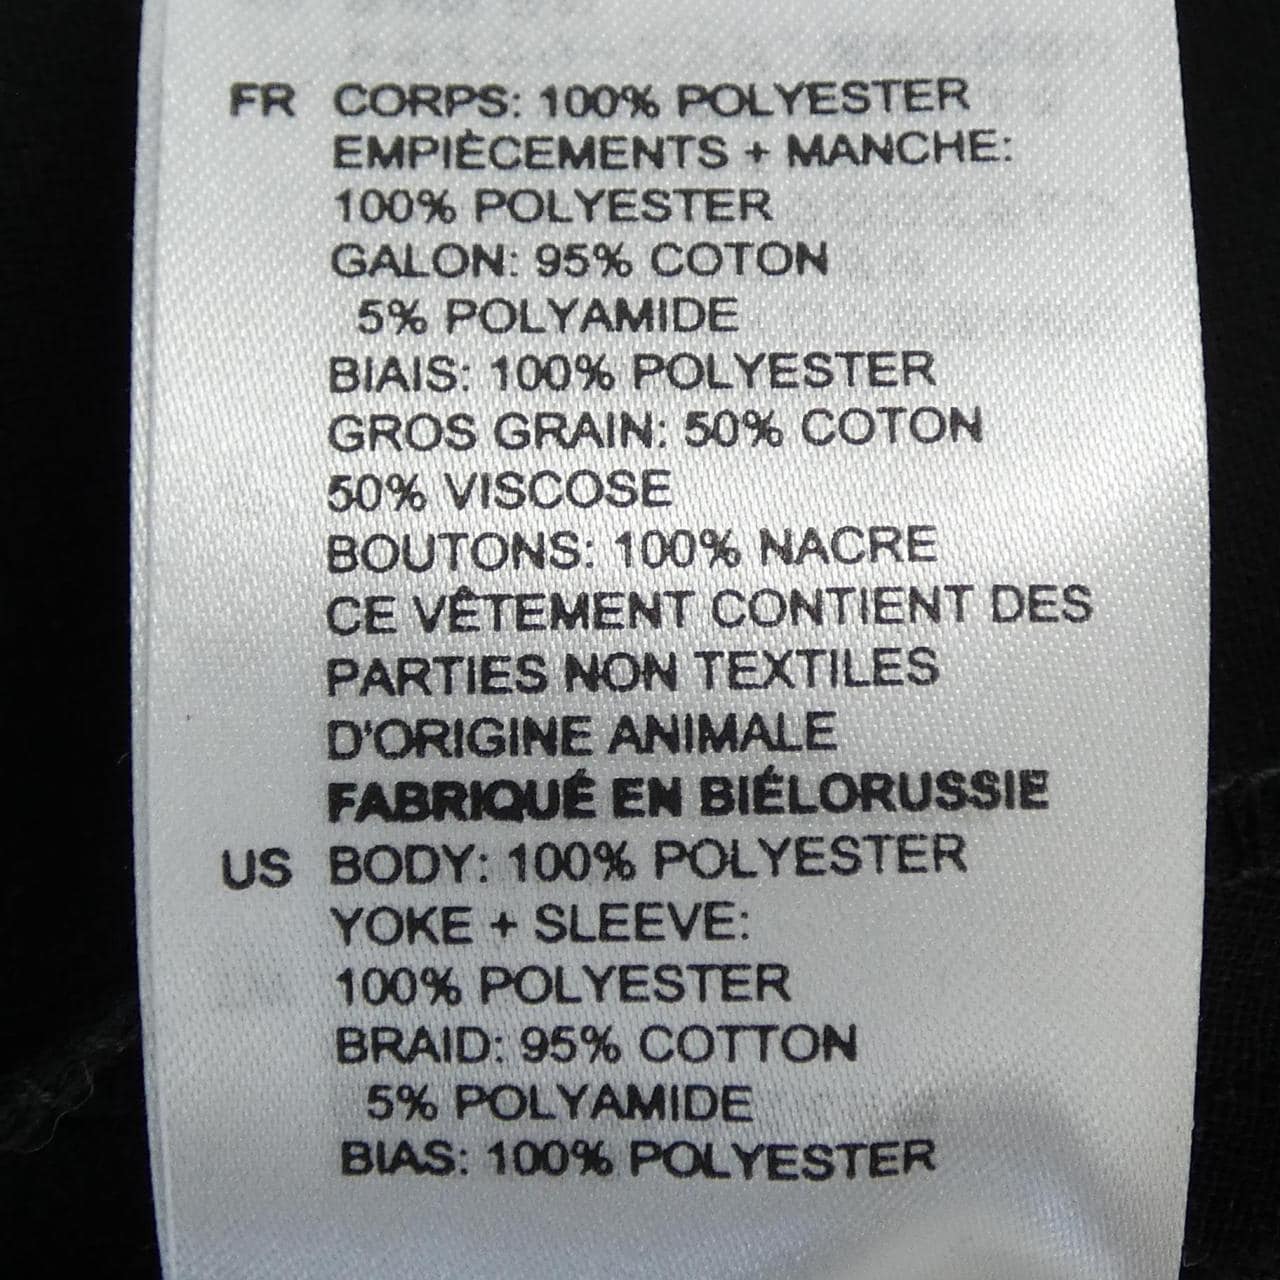 FR CORPS: 100% POLYESTER
EMPIÈCEMENTS + MANCHE:
100% POLYESTER
GALON: 95% COTON
5% POLYAMIDE
BIAIS: 100% POLYESTER
GROS GRAIN: 50% COTON
50% VISCOSE
BOUTONS: 100% NACRE
CE VÊTEMENT CONTIENT DES
PARTIES NON TEXTILES
D'ORIGINE ANIMALE
FABRIQUÉ EN BIÉLORUSSIE
US BODY: 100% POLYESTER
YOKE + SLEEVE:
100% POLYESTER
BRAID: 95% COTTON
5% POLYAMIDE
BIAS: 100% POLYESTER